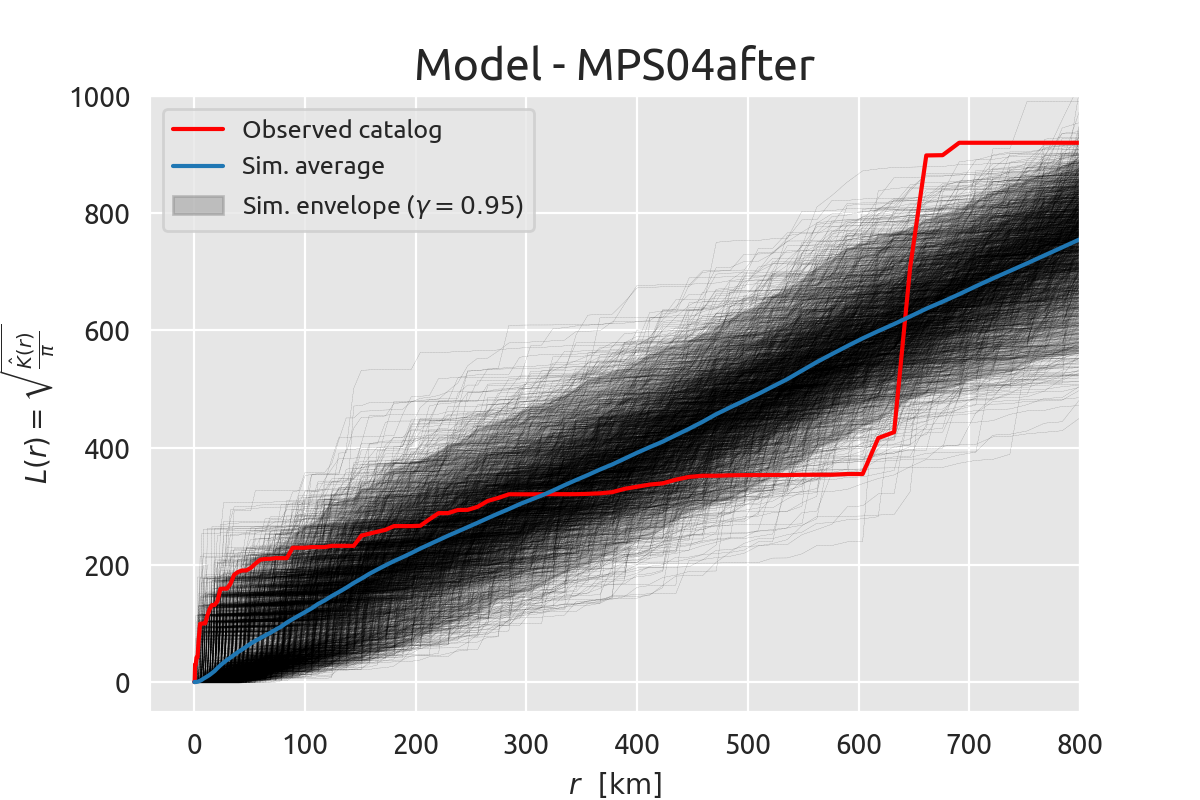 Model - MPS04after
1000
800
600
400
200
0
Observed catalog
Sim. average
Sim. envelope (γ = 0.95)
L(r) = √(K̂(r)/π)
0 100 200 300 400 500 600 700 800
r [km]